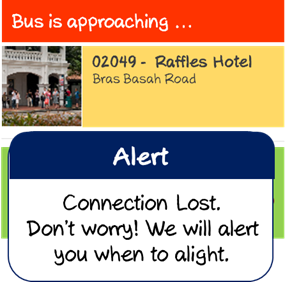 Bus is approaching ...
02049 - Raffles Hotel
Bras Basah Road
Alert
Connection Lost.
Don't worry! We will alert
you when to alight.